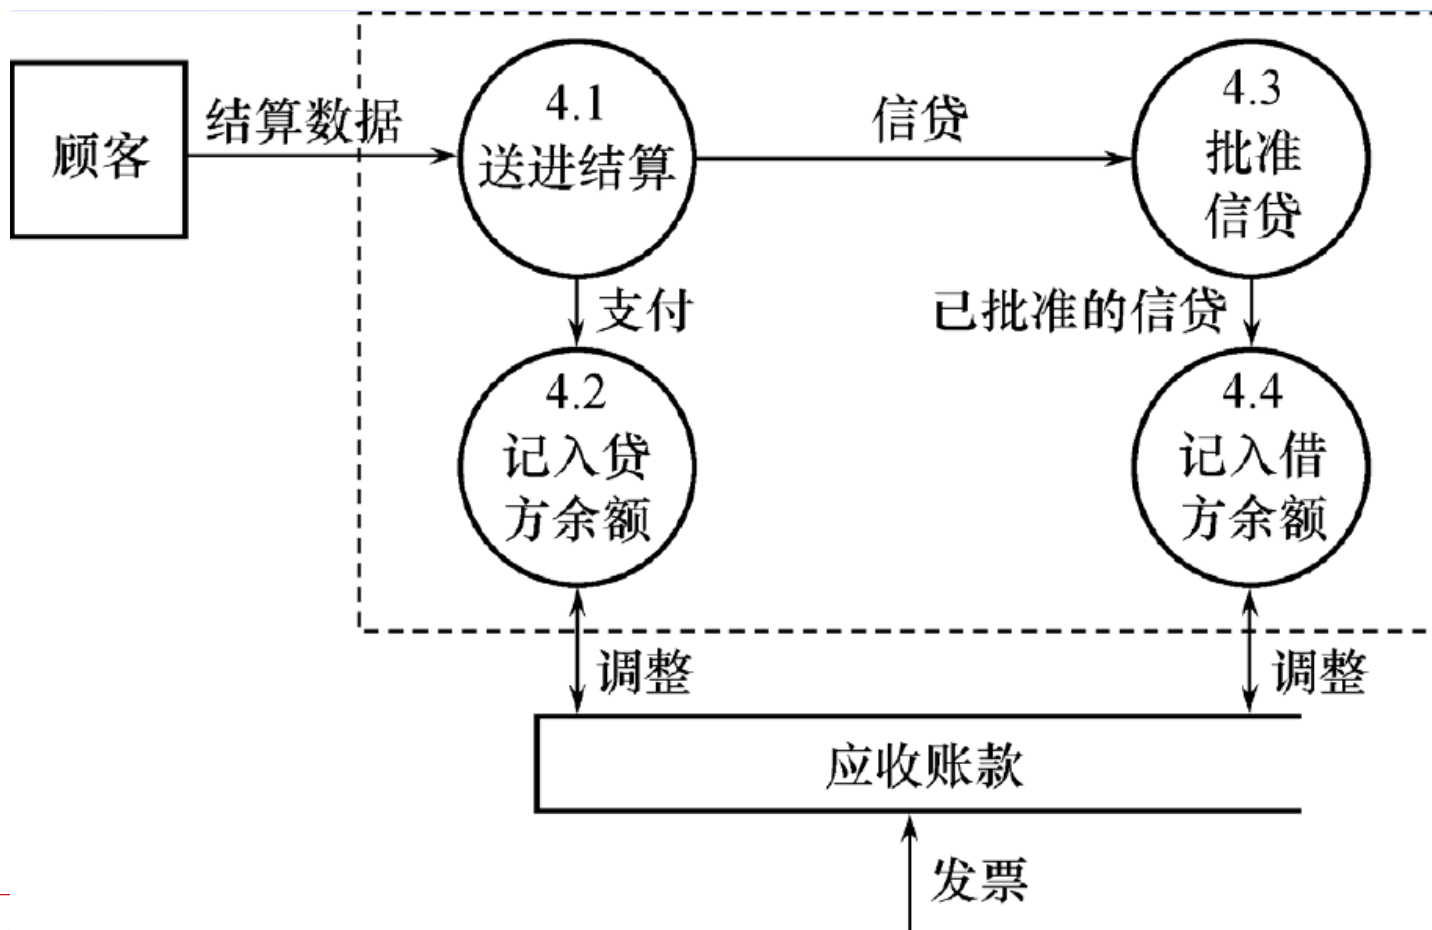 顾客
结算数据
4.1
送进结算
信贷
4.3
批准
信贷
支付
已批准的信贷
4.2
记入贷
方余额
4.4
记入借
方余额
调整
调整
应收账款
发票